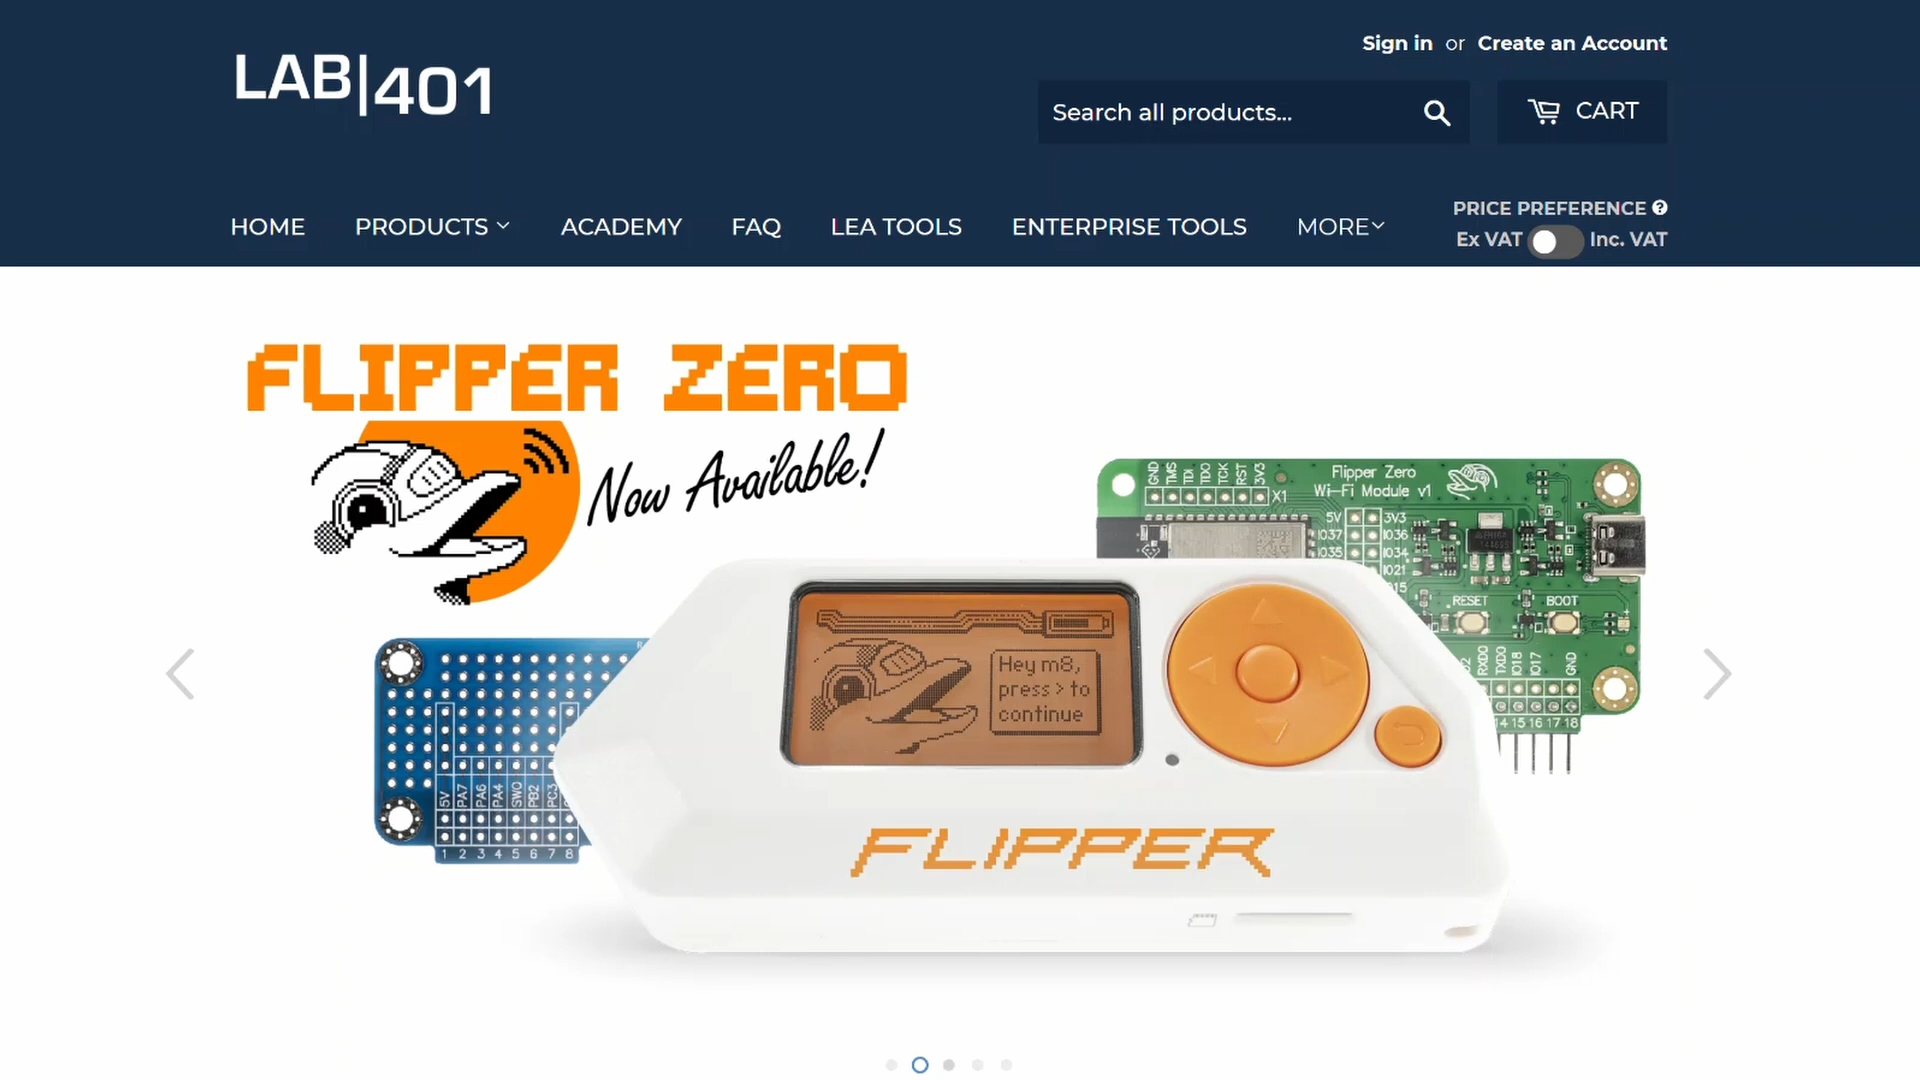 Sign in or Create an Account
LAB|401
Search all products...
CART
HOME
PRODUCTS
ACADEMY
FAQ
LEA TOOLS
ENTERPRISE TOOLS
MORE
PRICE PREFERENCE ?
Ex VAT
Inc. VAT
FLIPPER ZERO
Now Available!
GND TMS TDI TDO TCK RST 3V3
X1
Flipper Zero
Wi-Fi Module v1
5V 3V3
IO37 IO36
IO35 IO34
IO21
RESET
BOOT
RXD0 TXD0 IO18 IO17 GND
14 15 16 17 18
Hey m8,
press > to
continue
5V PA7 PA6 PA4 SWO PB2 PC3
1 2 3 4 5 6 7 8
FLIPPER